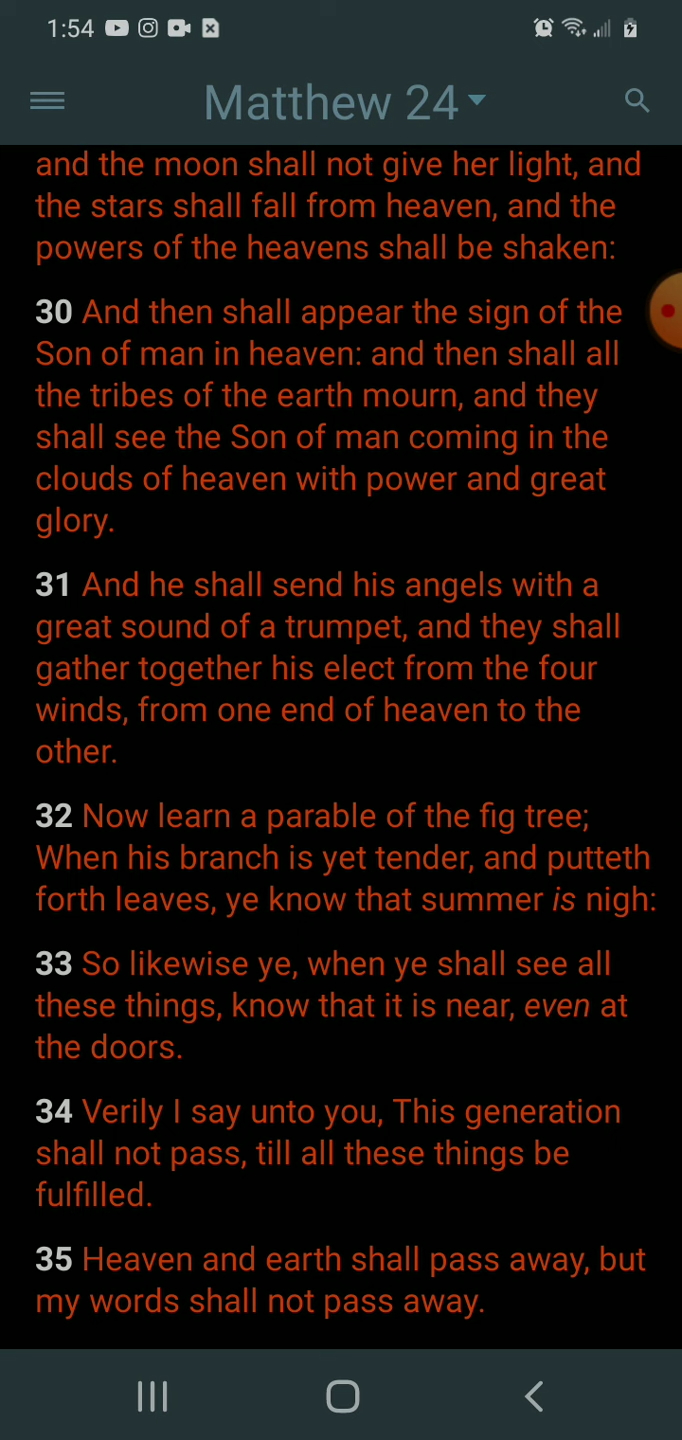 1:54
Matthew 24
and the moon shall not give her light, and
the stars shall fall from heaven, and the
powers of the heavens shall be shaken:
30 And then shall appear the sign of the
Son of man in heaven: and then shall all
the tribes of the earth mourn, and they
shall see the Son of man coming in the
clouds of heaven with power and great
glory.
31 And he shall send his angels with a
great sound of a trumpet, and they shall
gather together his elect from the four
winds, from one end of heaven to the
other.
32 Now learn a parable of the fig tree;
When his branch is yet tender, and putteth
forth leaves, ye know that summer is nigh:
33 So likewise ye, when ye shall see all
these things, know that it is near, even at
the doors.
34 Verily I say unto you, This generation
shall not pass, till all these things be
fulfilled.
35 Heaven and earth shall pass away, but
my words shall not pass away.